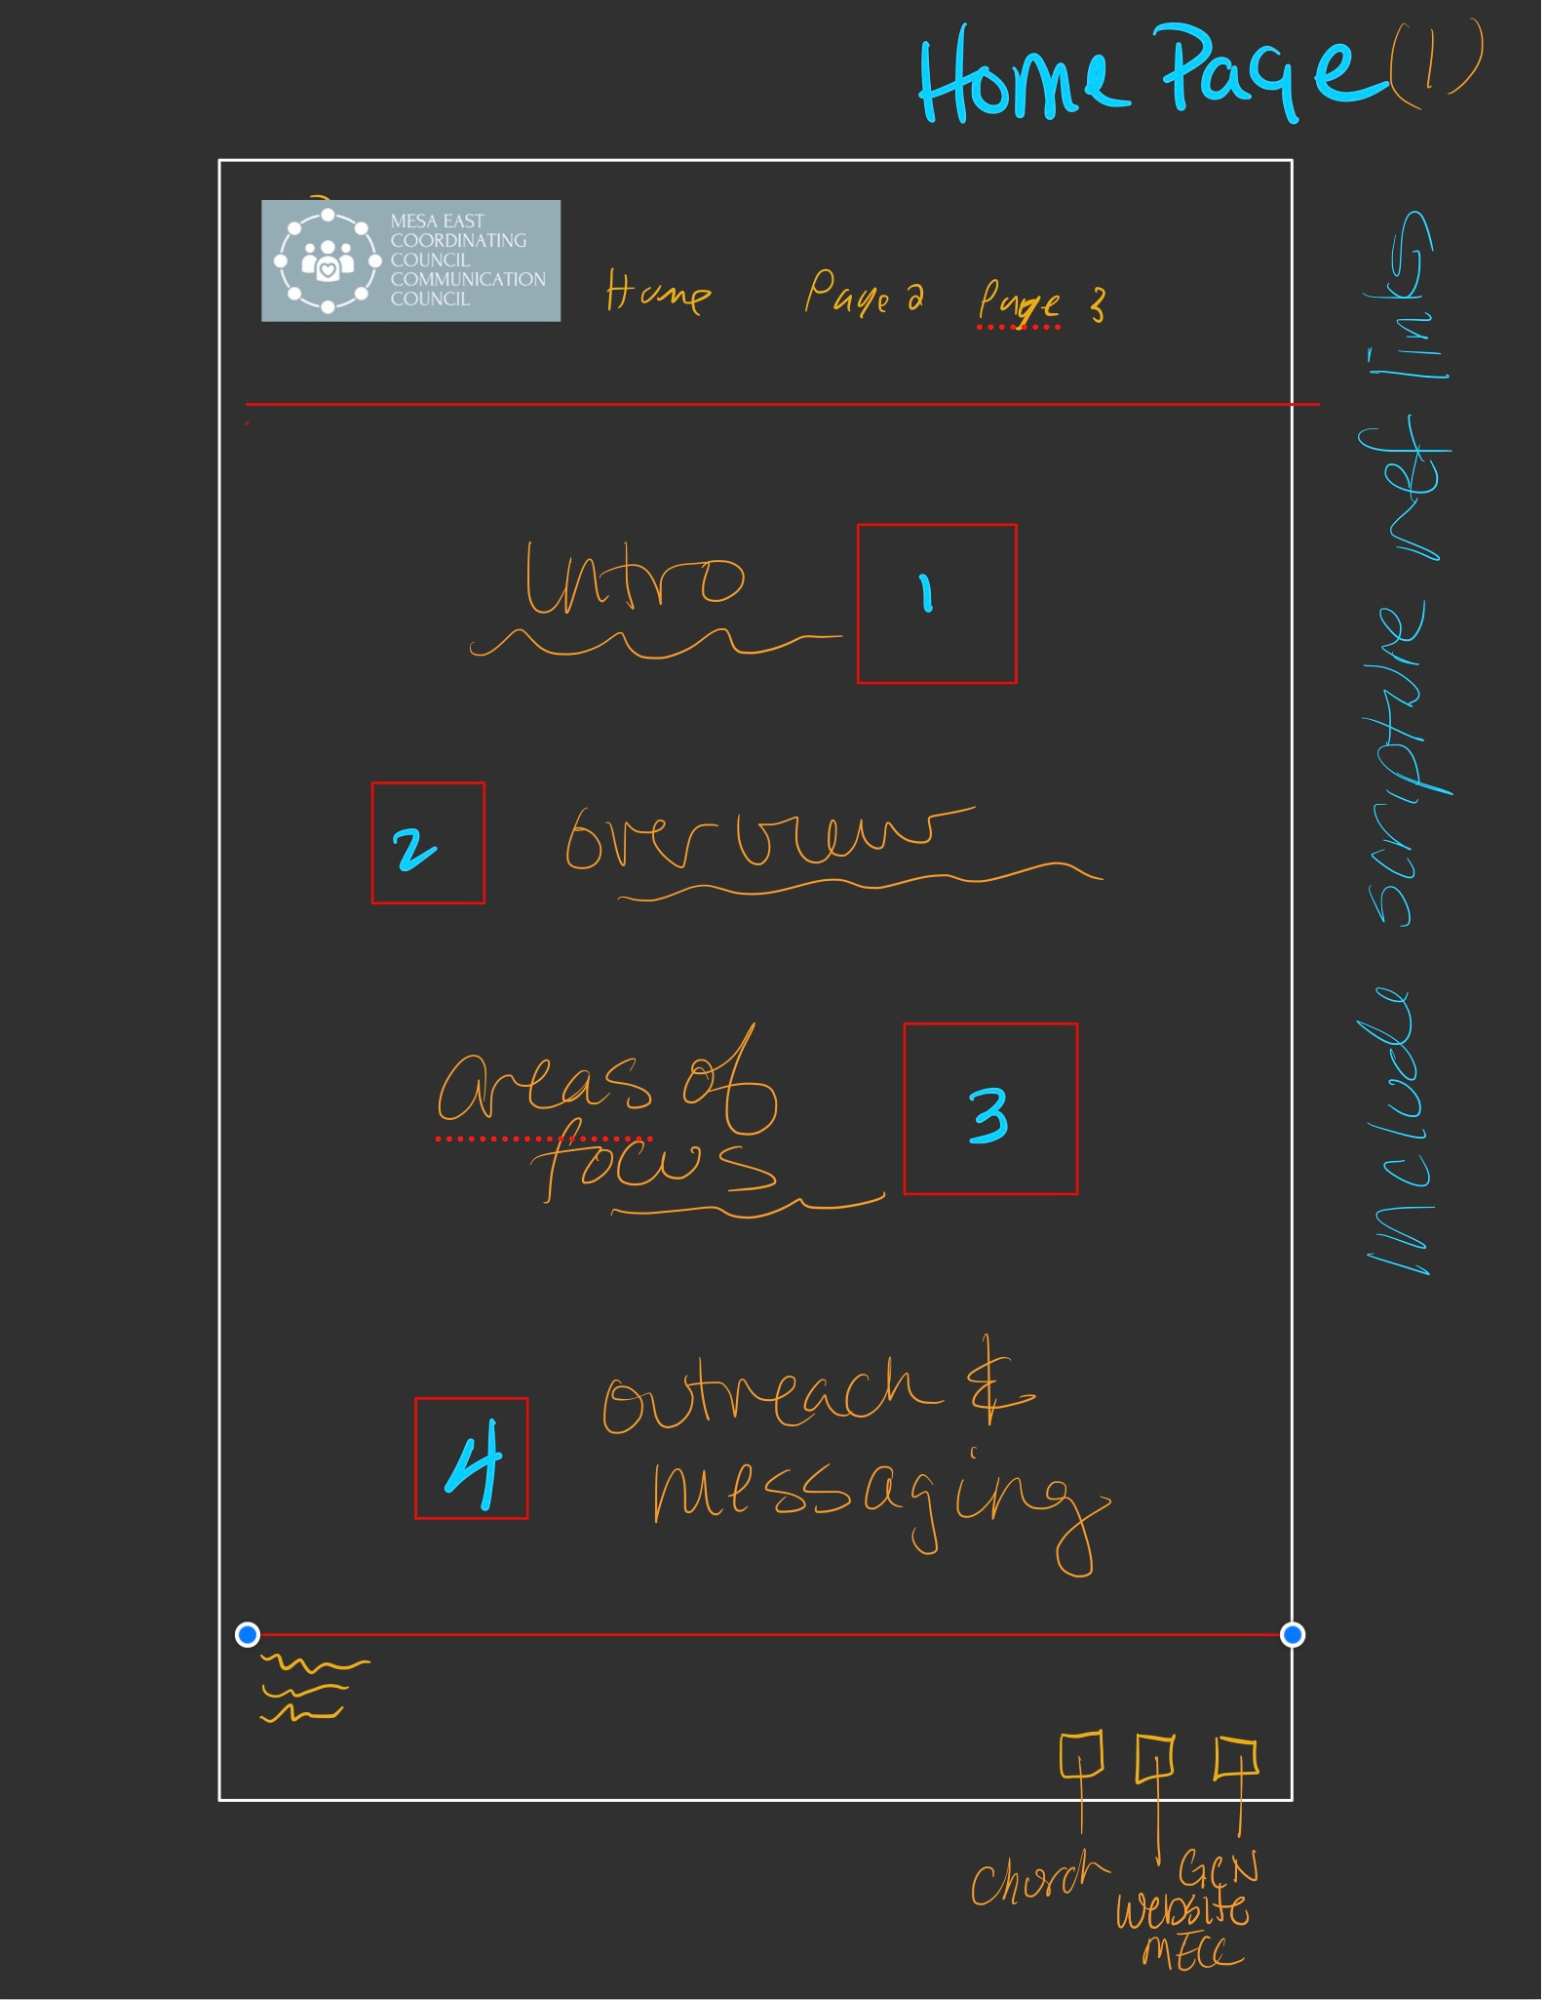 Home Page (1)
MESA EAST
COORDINATING
COUNCIL
COMMUNICATION
COUNCIL
Home Page 2 Page 3
Intro
1
2
overview
areas of
focus
3
outreach &
messaging
4
Church
GCN
Website
MECC
Include scripture ref links